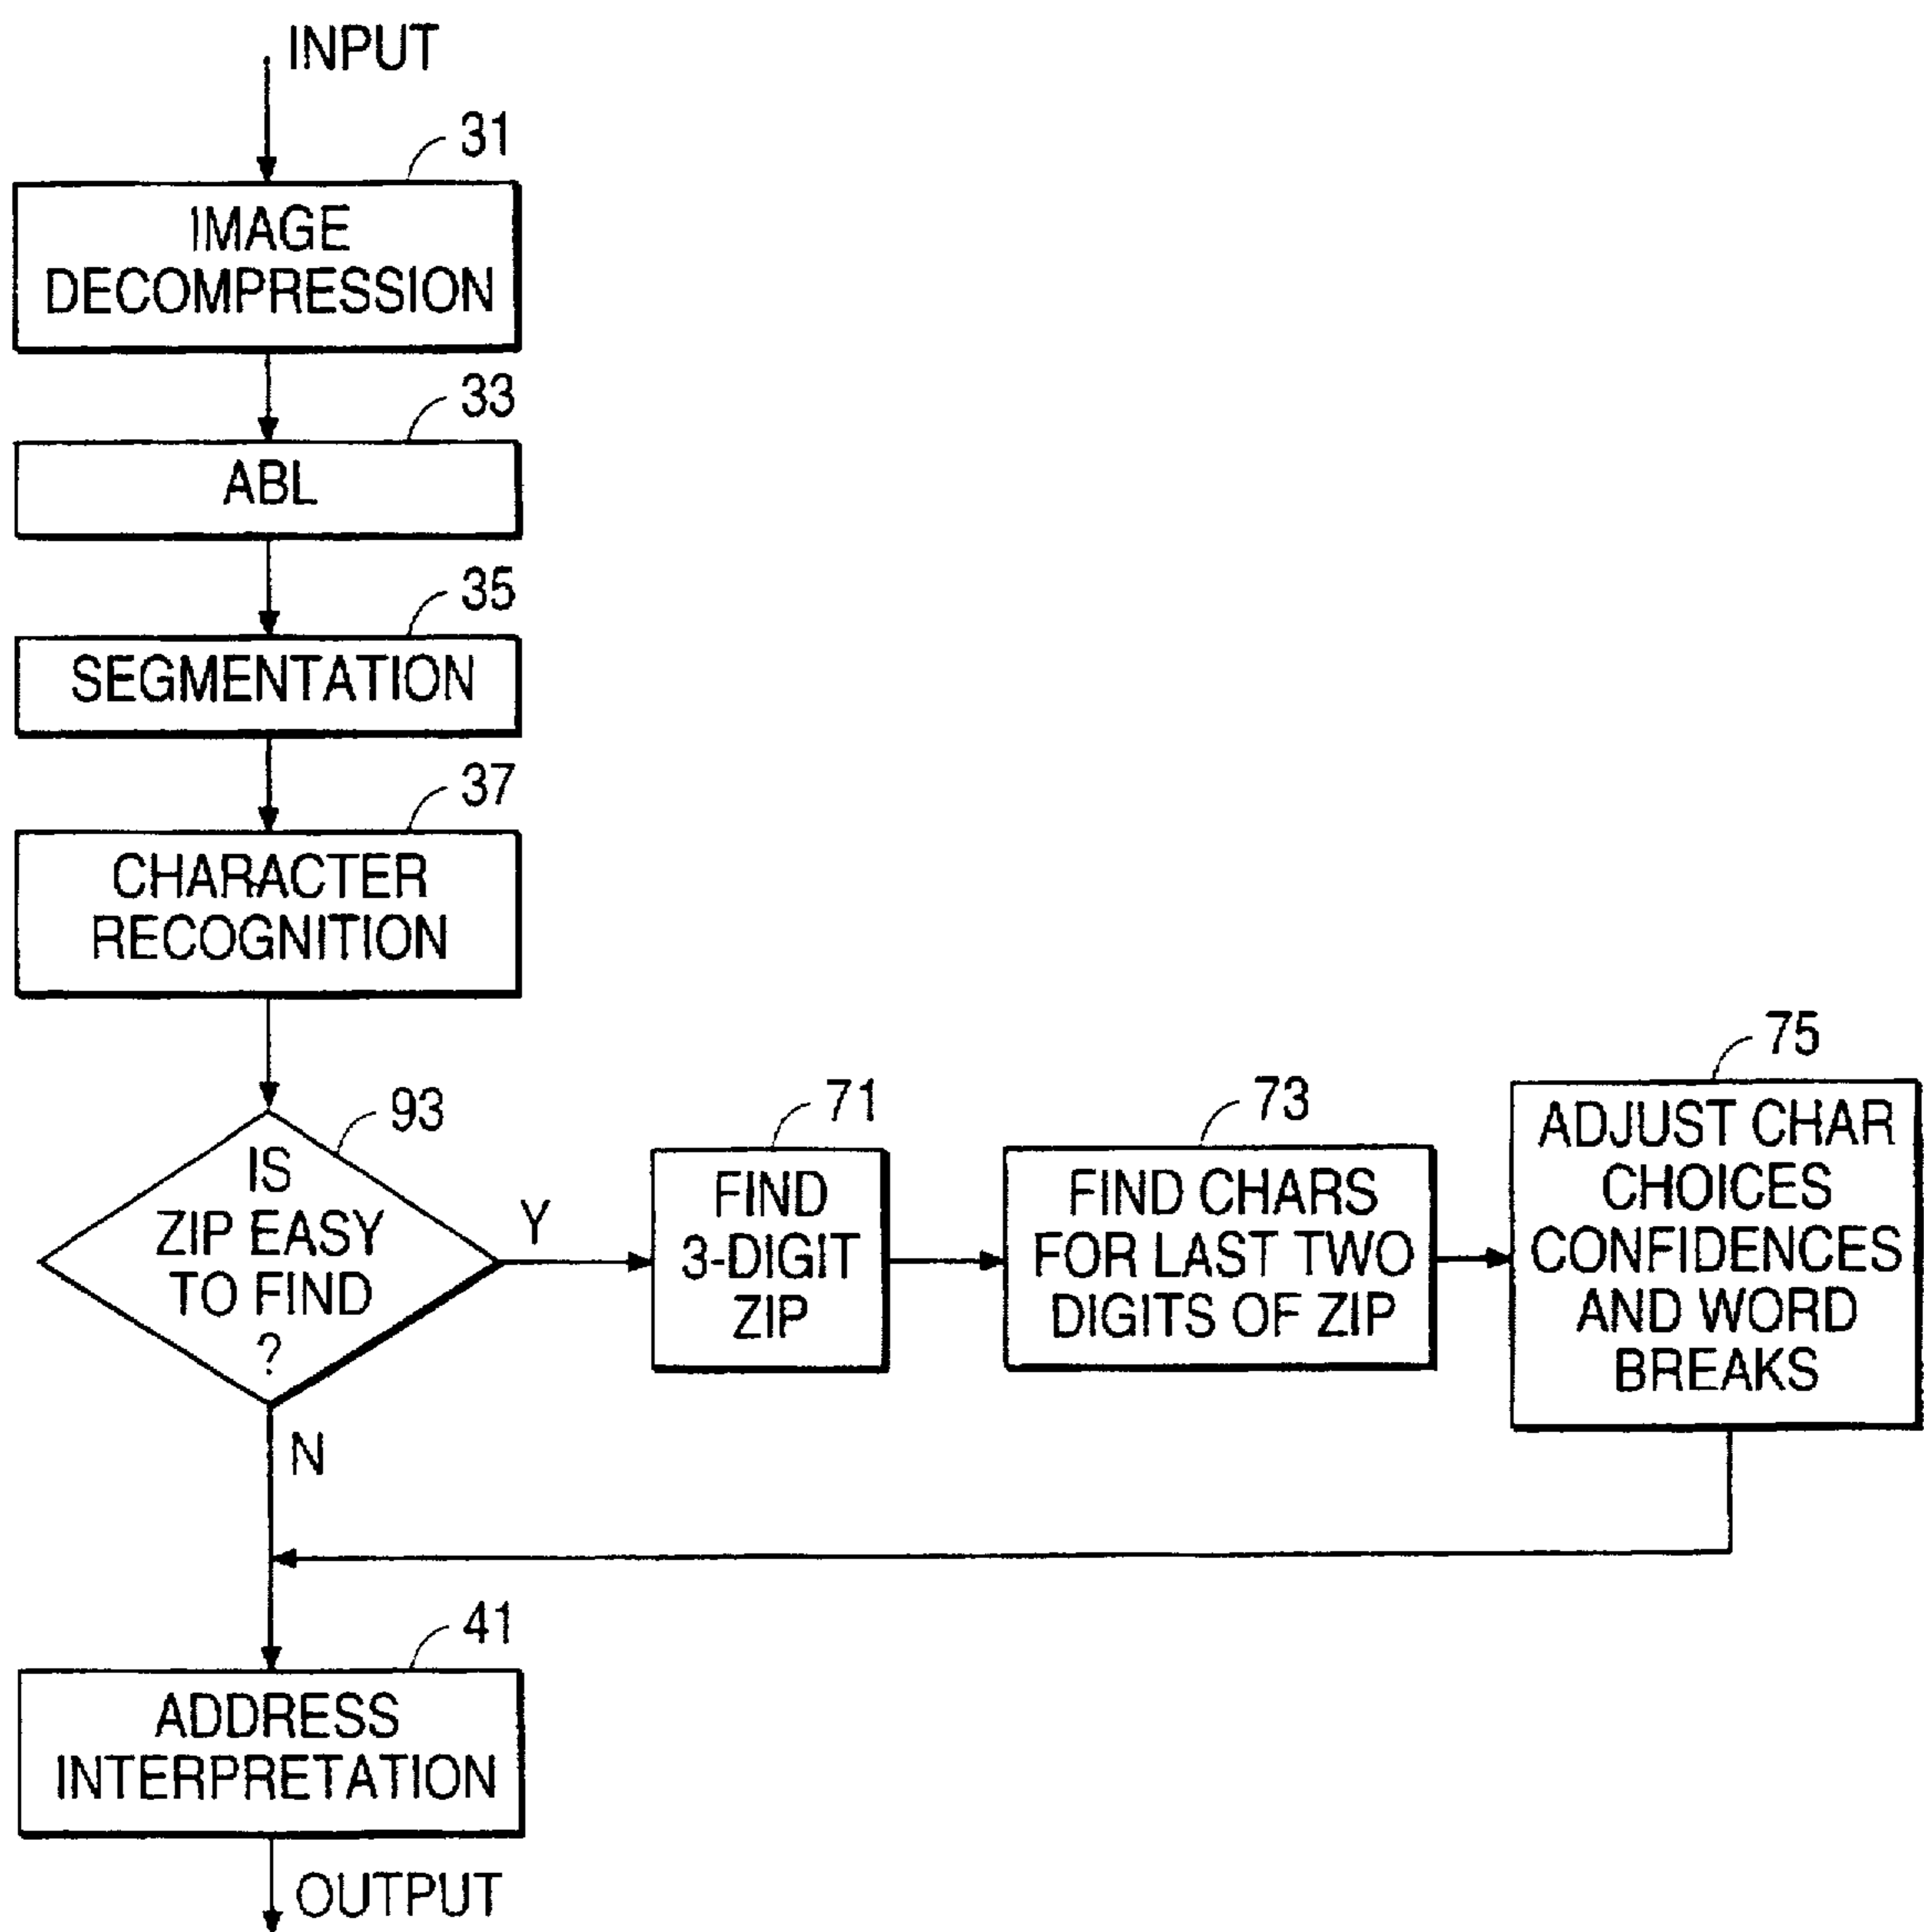 INPUT
31
IMAGE
DECOMPRESSION
33
ABL
35
SEGMENTATION
37
CHARACTER
RECOGNITION
93
IS
ZIP EASY
TO FIND
?
Y
71
FIND
3-DIGIT
ZIP
73
FIND CHARS
FOR LAST TWO
DIGITS OF ZIP
75
ADJUST CHAR
CHOICES
CONFIDENCES
AND WORD
BREAKS
N
41
ADDRESS
INTERPRETATION
OUTPUT